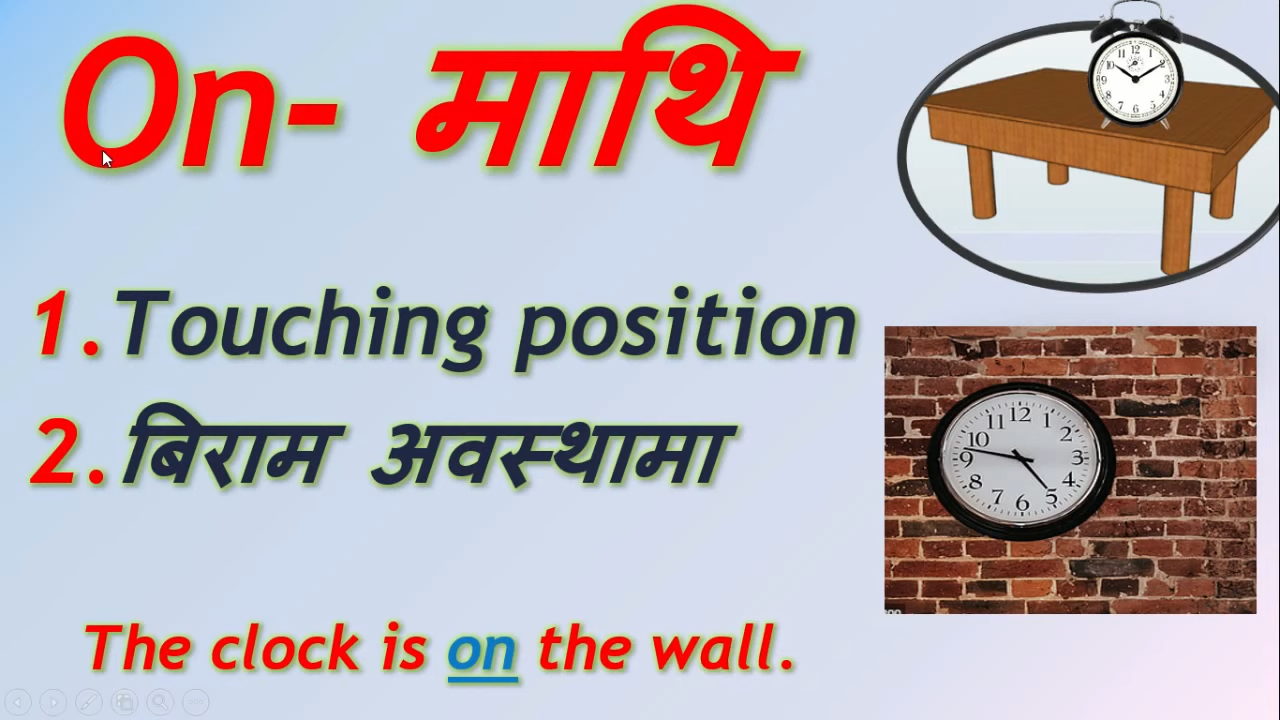 On- माथि
1.Touching position
2.बिराम अवस्थामा
The clock is on the wall.